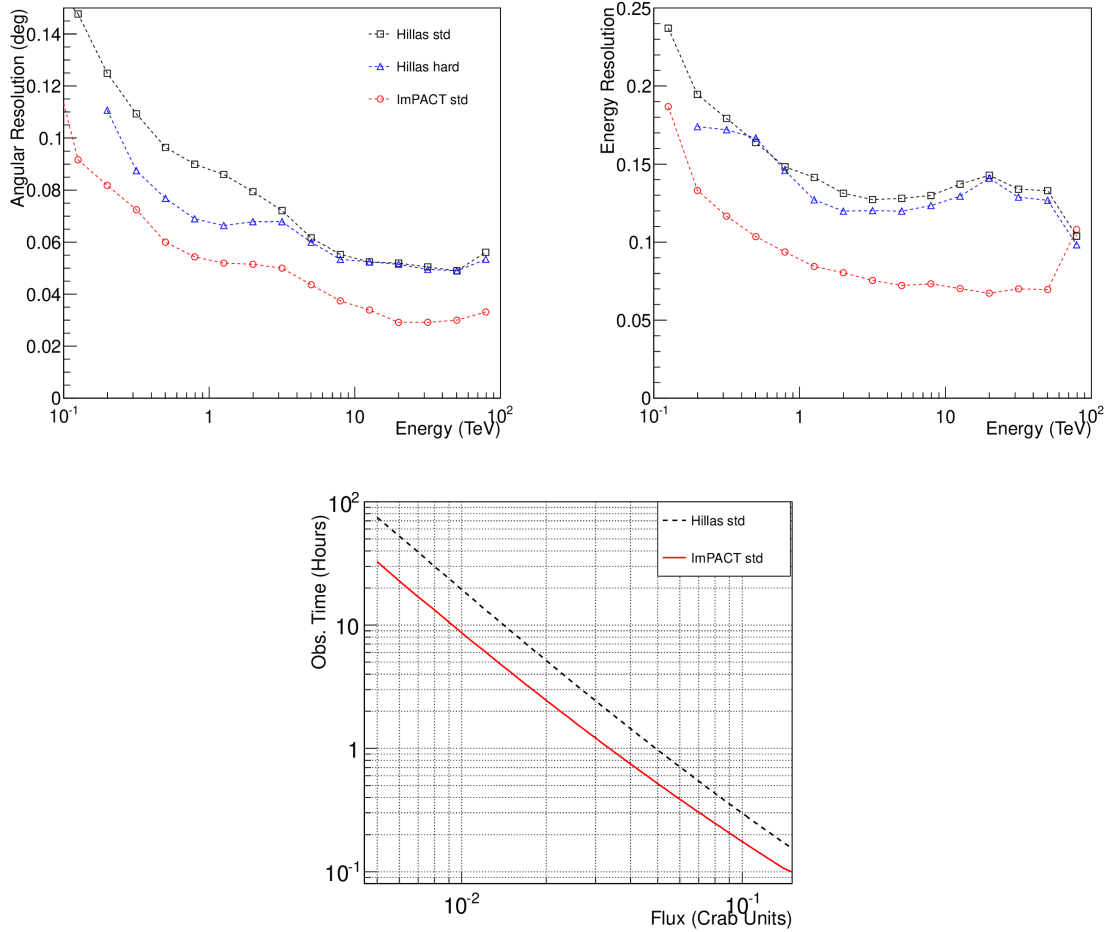 Angular Resolution (deg)
0.14
0.12
0.1
0.08
0.06
0.04
0.02
0
10-1
1
10
102
Energy (TeV)
Hillas std
Hillas hard
ImPACT std
Energy Resolution
0.25
0.2
0.15
0.1
0.05
0
10-1
1
10
102
Energy (TeV)
Obs. Time (Hours)
102
10
1
10-1
10-2
10-1
Flux (Crab Units)
Hillas std
ImPACT std